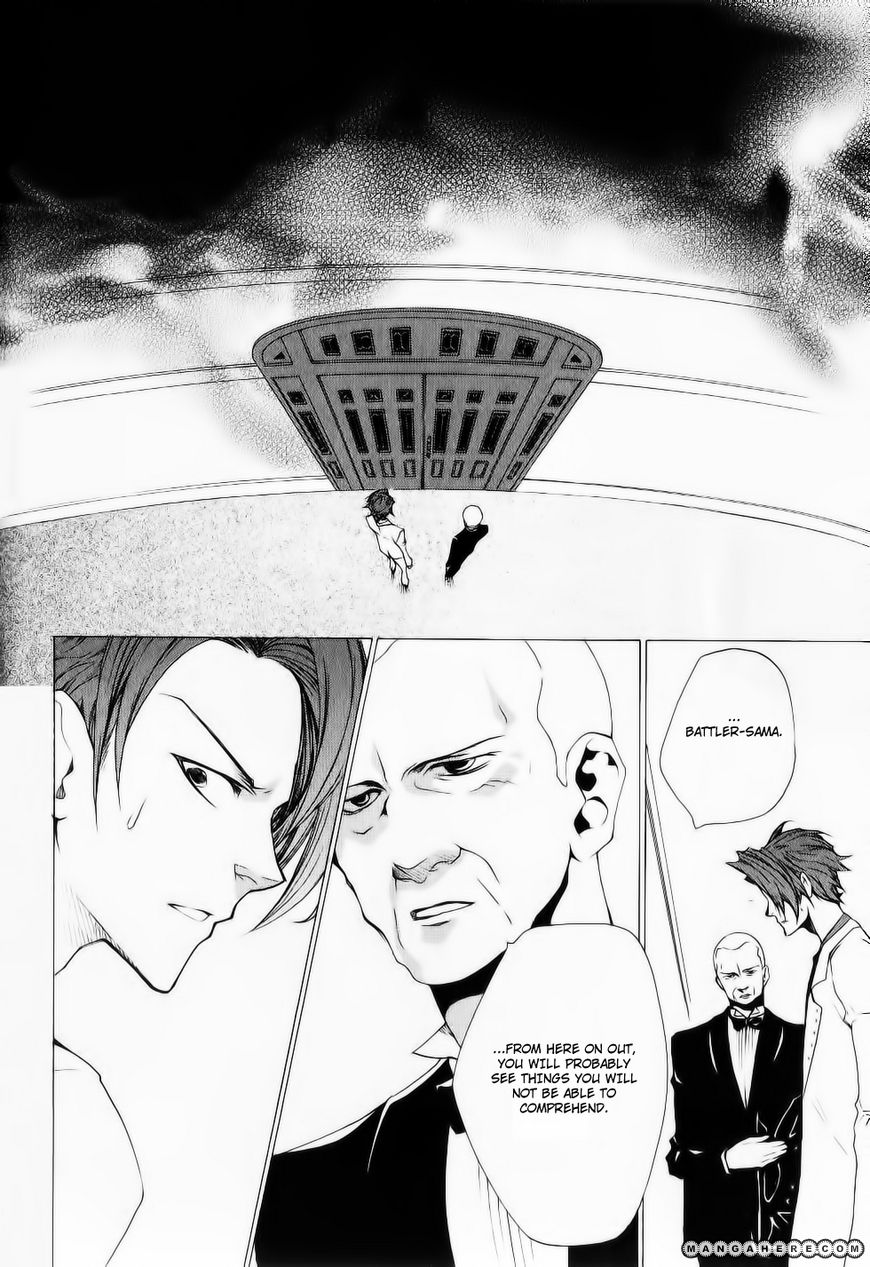 ...
BATTLER-SAMA.
...FROM HERE ON OUT,
YOU WILL PROBABLY
SEE THINGS YOU WILL
NOT BE ABLE TO
COMPREHEND.
MANGAHERE.COM